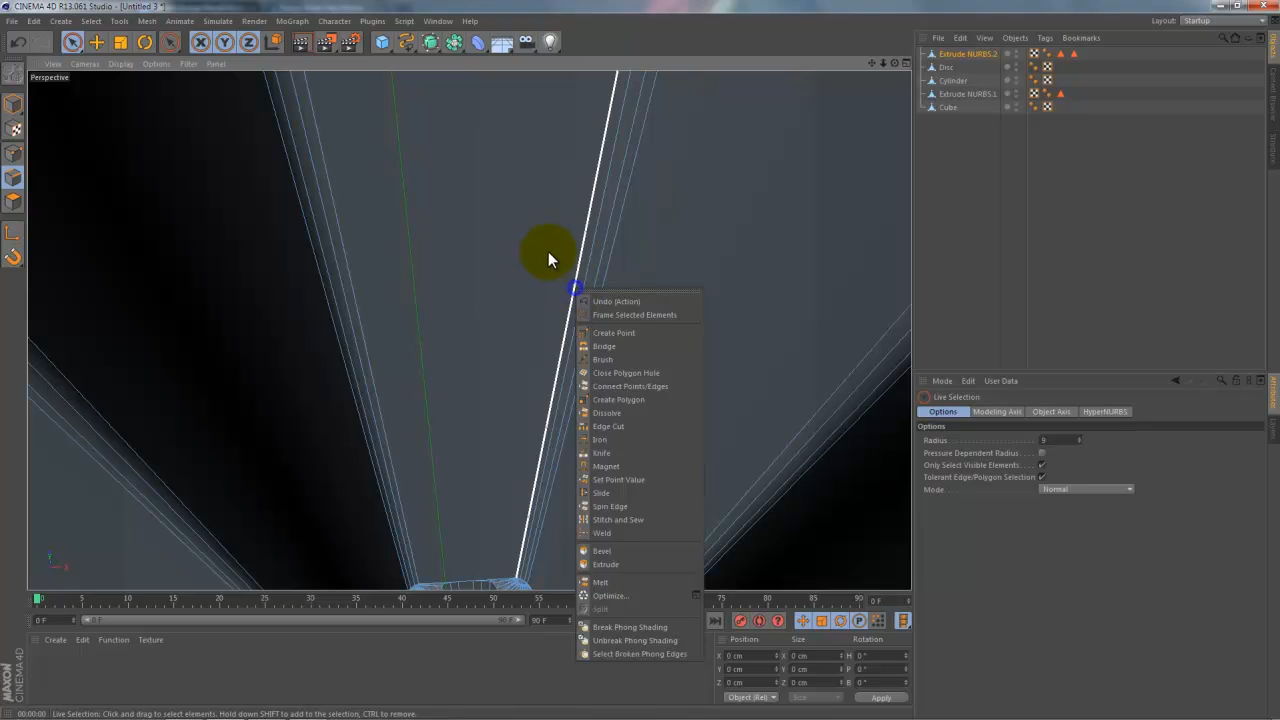 CINEMA 4D R13.061 Studio - [Untitled 3 *]
File Edit Create Select Tools Mesh Animate Simulate Render MoGraph Character Plugins Script Window Help
Layout: Startup
View Cameras Display Options Filter Panel
File Edit View Objects Tags Bookmarks
Perspective
Extrude NURBS.2
Disc
Cylinder
Extrude NURBS.1
Cube
Undo (Action)
Frame Selected Elements
Create Point
Bridge
Brush
Close Polygon Hole
Connect Points/Edges
Create Polygon
Dissolve
Edge Cut
Iron
Knife
Magnet
Set Point Value
Slide
Spin Edge
Stitch and Sew
Weld
Bevel
Extrude
Melt
Optimize...
Split
Break Phong Shading
Unbreak Phong Shading
Select Broken Phong Edges
Mode Edit User Data
Live Selection
Options Modeling Axis Object Axis HyperNURBS
Options
Radius 9
Pressure Dependent Radius
Only Select Visible Elements
Tolerant Edge/Polygon Selection
Mode Normal
Y
X
0 5 10 15 20 25 30 35 40 45 50 55 75 80 85 90 0 F
0 F 0 F 90 F 90 F
Create Edit Function Texture
Position Size Rotation
X 0 cm X 0 cm H 0 °
Y 0 cm Y 0 cm P 0 °
Z 0 cm Z 0 cm B 0 °
Object (Rel) Size Apply
MAXON CINEMA 4D
00:00:00 Live Selection: Click and drag to select elements. Hold down SHIFT to add to the selection, CTRL to remove.